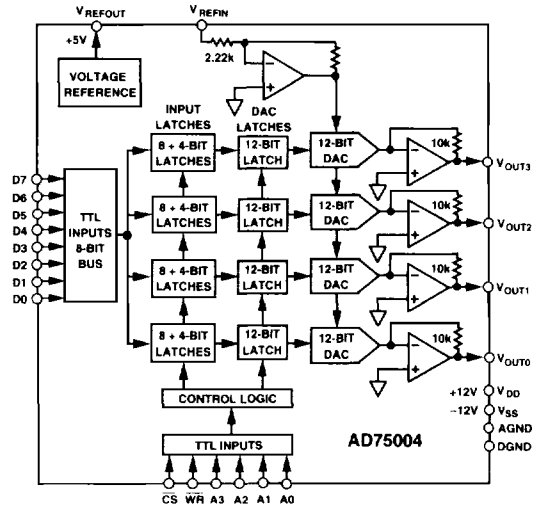 VREFOUT
VREFIN
+5V
2.22k
VOLTAGE
REFERENCE
INPUT
LATCHES
DAC
LATCHES
8 + 4-BIT
LATCHES
12-BIT
LATCH
12-BIT
DAC
10k
VOUT3
8 + 4-BIT
LATCHES
12-BIT
LATCH
12-BIT
DAC
10k
VOUT2
8 + 4-BIT
LATCHES
12-BIT
LATCH
12-BIT
DAC
10k
VOUT1
8 + 4-BIT
LATCHES
12-BIT
LATCH
12-BIT
DAC
10k
VOUT0
D7
D6
D5
D4
D3
D2
D1
D0
TTL
INPUTS
8-BIT
BUS
+12V VDD
−12V VSS
AGND
DGND
CONTROL LOGIC
TTL INPUTS
AD75004
C̅S̅ W̅R̅ A3 A2 A1 A0